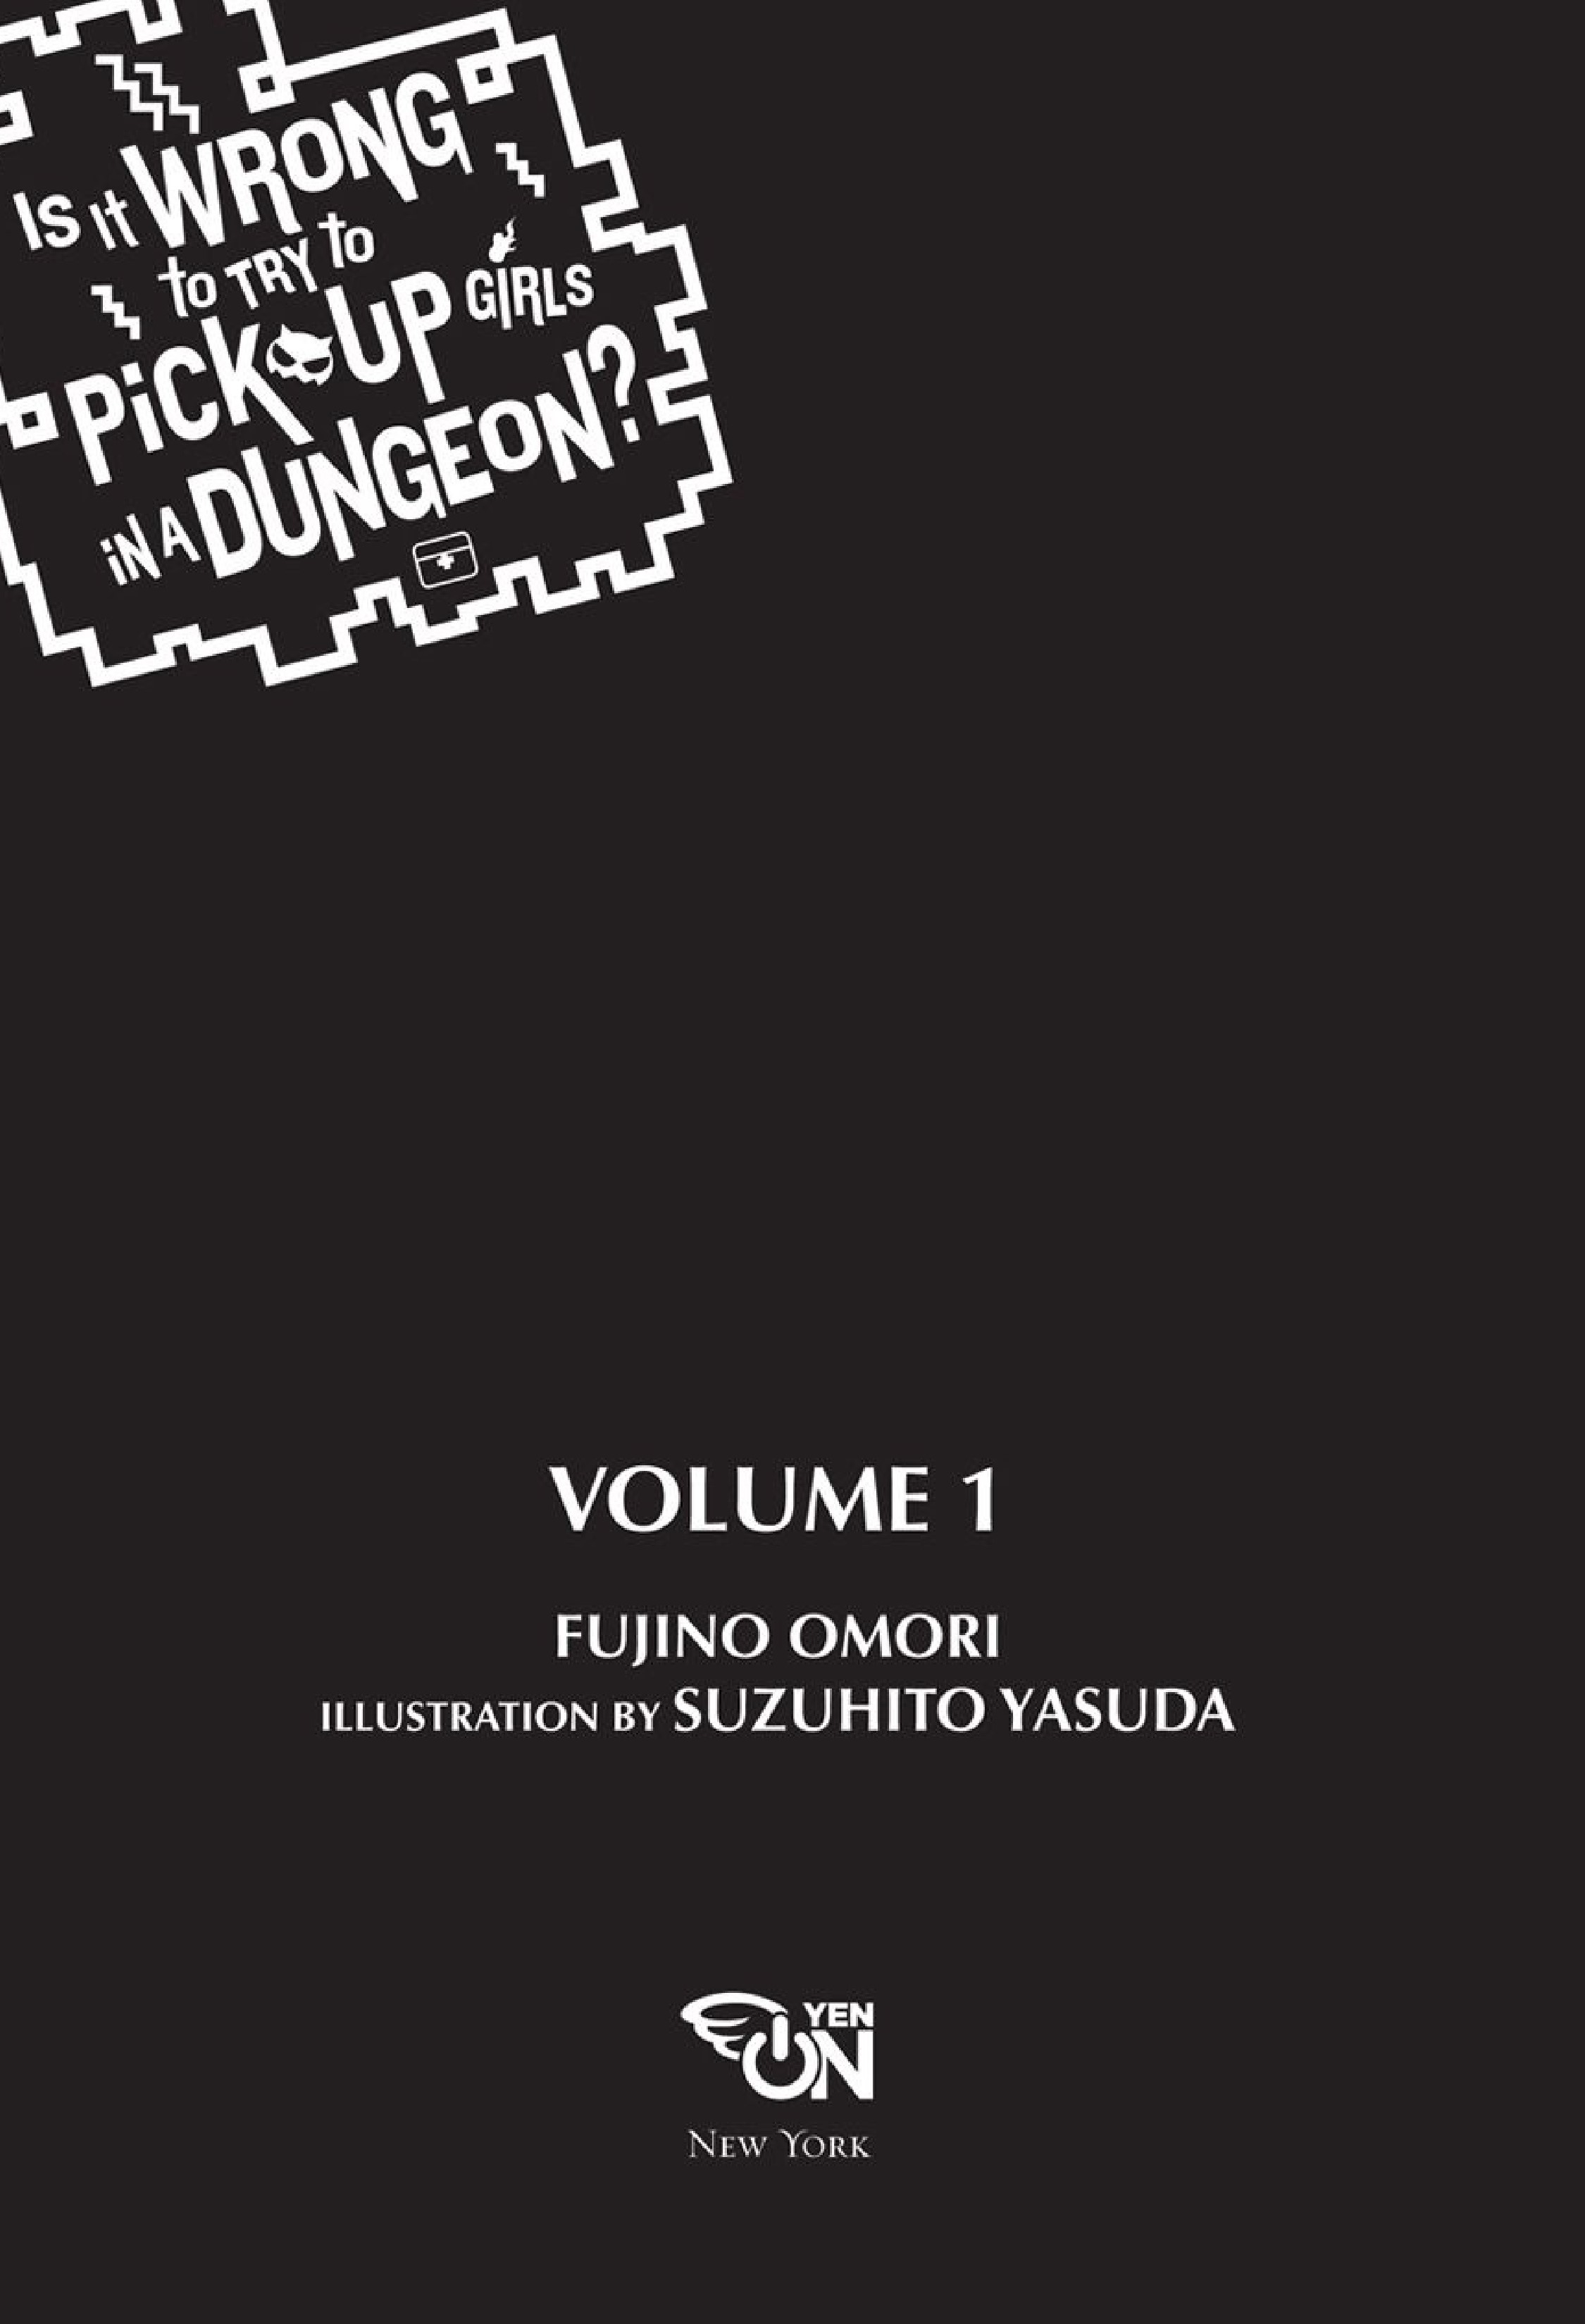 Is It WRONG
to TRY to
PiCK UP GIRLS
iN A DUNGEON?
VOLUME 1
FUJINO OMORI
ILLUSTRATION BY SUZUHITO YASUDA
YEN
ON
NEW YORK